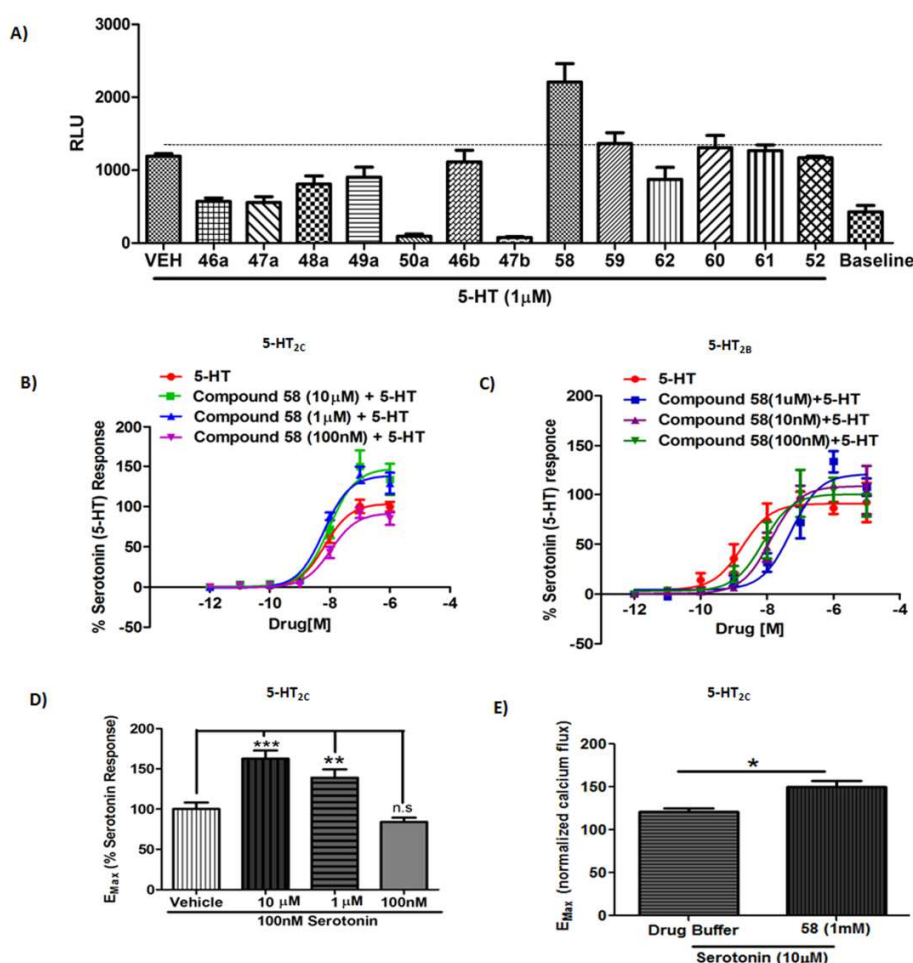 A)
3000
2000
1000
0
RLU
VEH 46a 47a 48a 49a 50a 46b 47b 58 59 62 60 61 52 Baseline
5-HT (1μM)
B)
5-HT2C
5-HT
Compound 58 (10μM) + 5-HT
Compound 58 (1μM) + 5-HT
Compound 58 (100nM) + 5-HT
% Serotonin (5-HT) Response
200
150
100
50
0
-50
-12 -10 -8 -6 -4
Drug[M]
C)
5-HT2B
5-HT
Compound 58(1uM)+5-HT
Compound 58(10nM)+5-HT
Compound 58(100nM)+5-HT
% Serotonin (5-HT) responce
200
150
100
50
0
-50
-12 -10 -8 -6 -4
Drug [M]
D)
5-HT2C
EMax (% Serotonin Response)
200
150
100
50
0
*** ** n.s
Vehicle 10 μM 1 μM 100nM
100nM Serotonin
E)
5-HT2C
EMax (normalized calcium flux)
200
150
100
50
0
*
Drug Buffer 58 (1mM)
Serotonin (10μM)